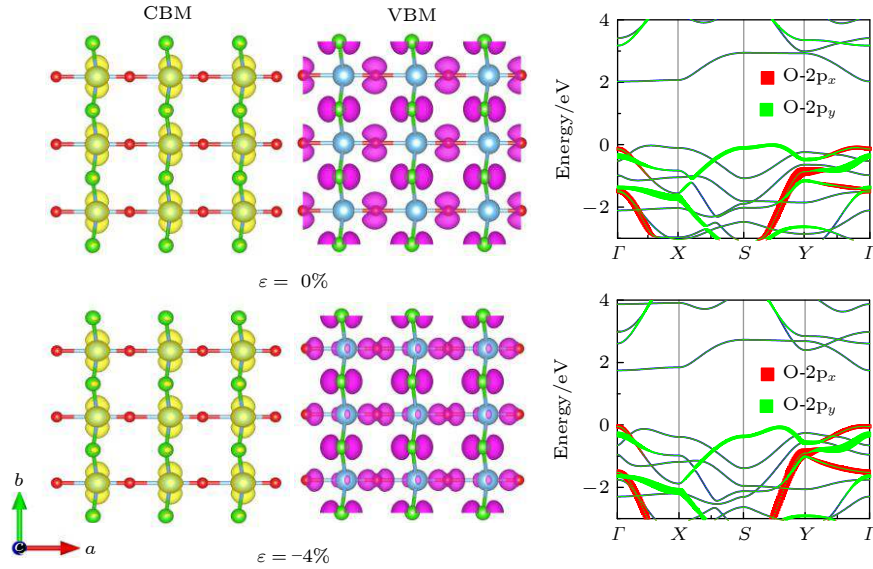 CBM VBM
4
2
0
−2
Energy/eV
O-2px
O-2py
Γ X S Y I
ε = 0%
4
2
0
−2
Energy/eV
O-2px
O-2py
Γ X S Y I
b
c a
ε = −4%